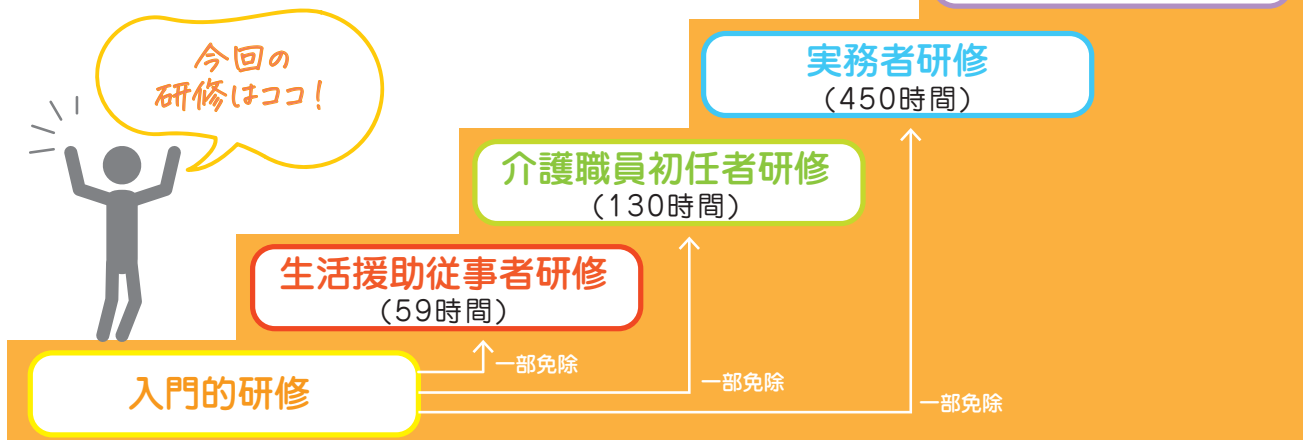 今回の
研修はココ!
実務者研修
(450時間)
介護職員初任者研修
(130時間)
生活援助従事者研修
(59時間)
入門的研修
一部免除
一部免除
一部免除